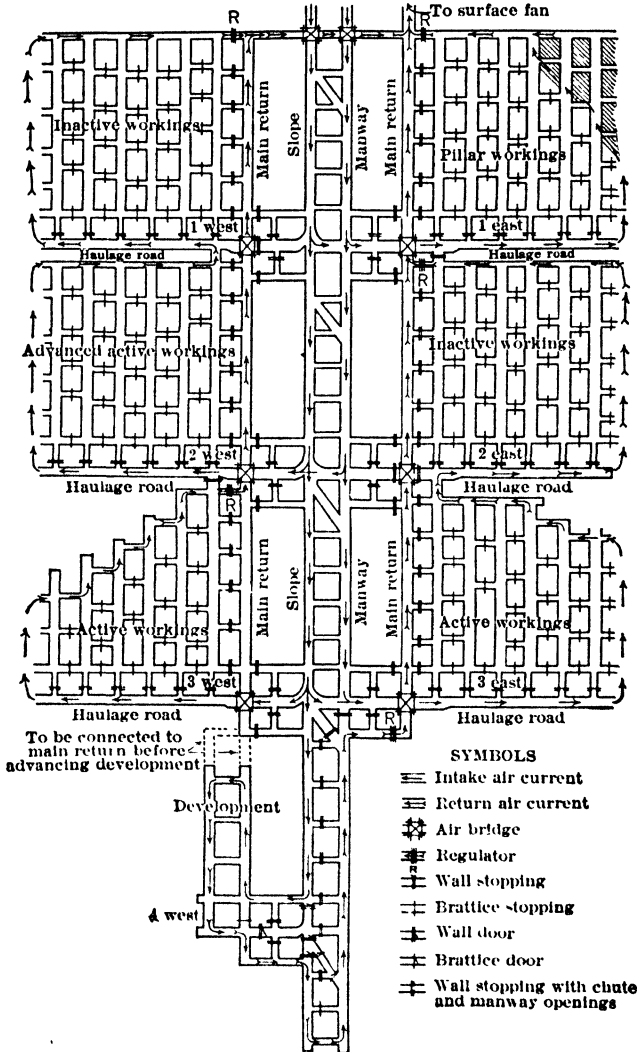 To surface fan
R
R
Inactive workings
Main return
Slope
Manway
Main return
Pillar workings
1 west
1 east
Haulage road
Haulage road
R
Advanced active workings
Inactive workings
2 west
2 east
Haulage road
Haulage road
R
Active workings
Main return
Slope
Manway
Main return
Active workings
3 west
3 east
Haulage road
R
Haulage road
To be connected to
main return before
advancing development
Development
4 west
SYMBOLS
Intake air current
Return air current
Air bridge
Regulator
R
Wall stopping
Brattice stopping
Wall door
Brattice door
Wall stopping with chute
and manway openings